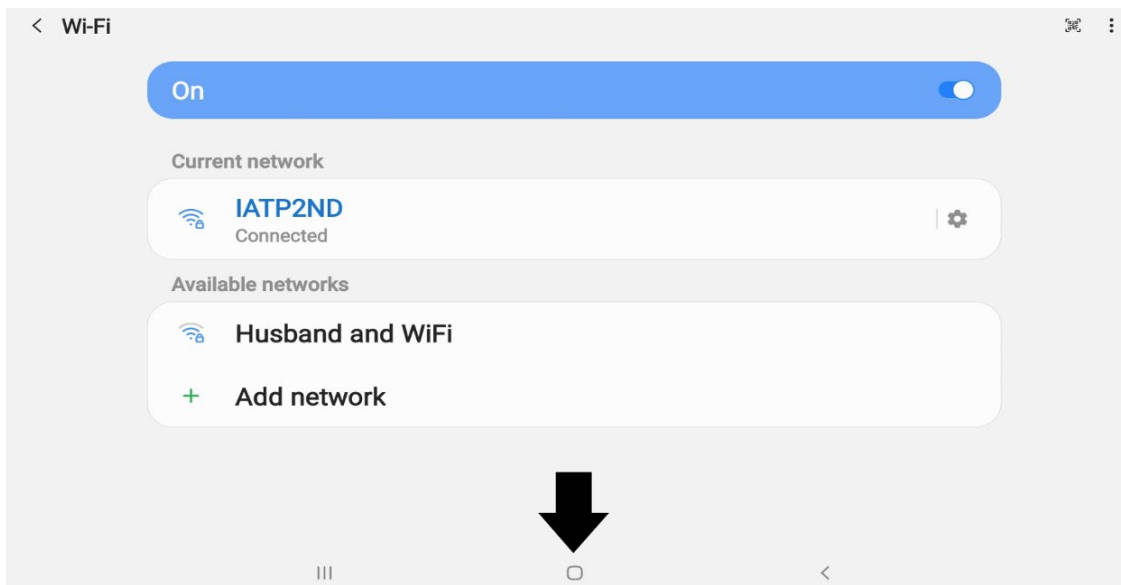 Wi-Fi
On
Current network
IATP2ND
Connected
Available networks
Husband and WiFi
Add network